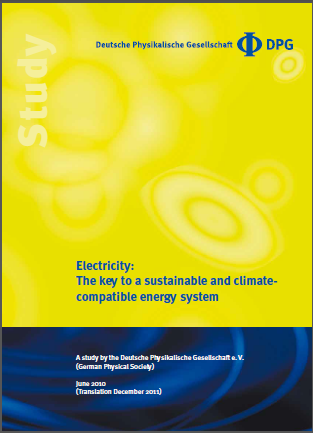 Study
Deutsche Physikalische Gesellschaft Φ DPG
Electricity:
The key to a sustainable and climate-
compatible energy system
A study by the Deutsche Physikalische Gesellschaft e. V.
(German Physical Society)
June 2010
(Translation December 2011)